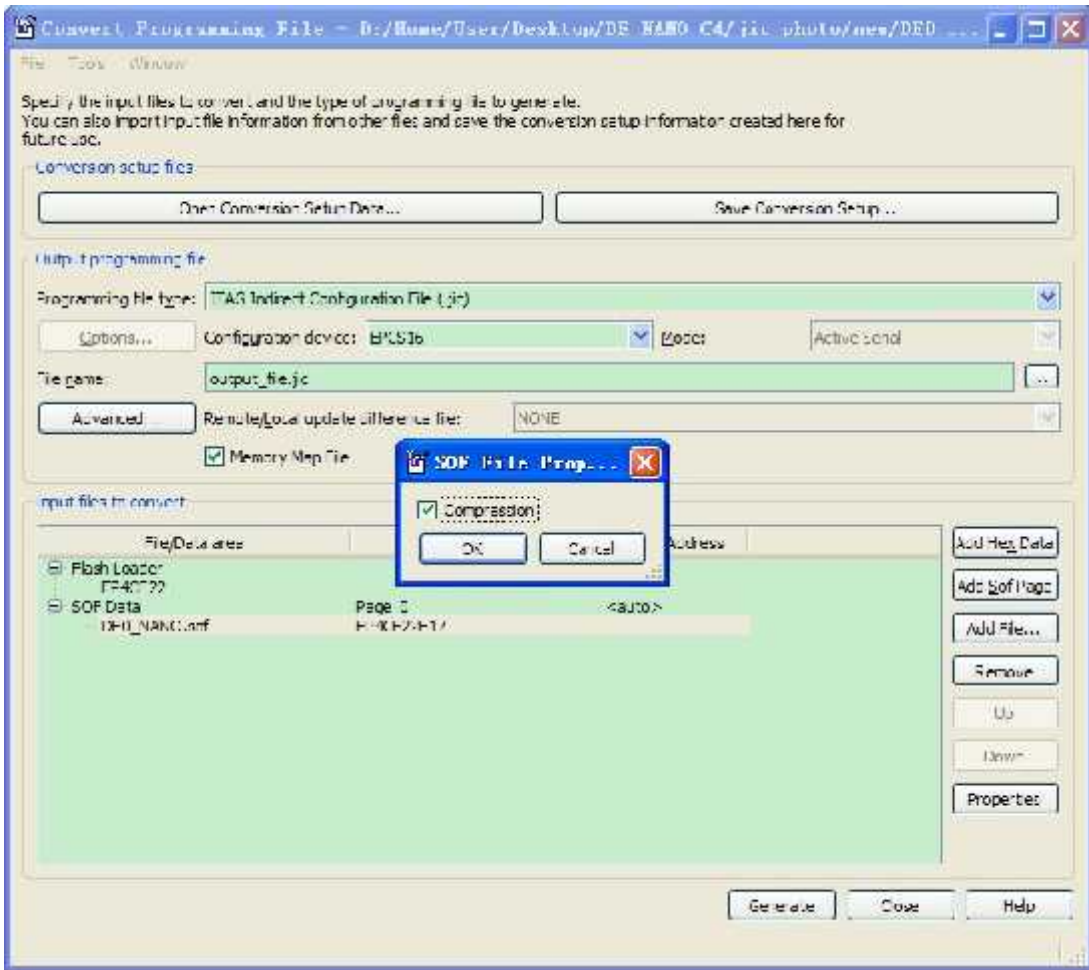 Convert Programming File - D:/Home/User/Desktop/DE NANO C4/jic photo/new/DE0 ...
File Tools Window
Specify the input files to convert and the type of programming file to generate.
You can also import input file information from other files and save the conversion setup information created here for
future use.
Conversion setup files
Open Conversion Setup Data...
Save Conversion Setup...
Output programming file
Programming file type:
JTAG Indirect Configuration File (.jic)
Options...
Configuration device:
EPCS16
Mode:
Active Serial
File name:
output_file.jic
...
Advanced
Remote/Local update difference file:
NONE
Memory Map File
SOF File Prop...
Compression
OK
Cancel
Input files to convert
File/Data area
Address
Add Hex Data
Flash Loader
EP4CE22
Add Sof Page
SOF Data
Page_0
<auto>
DE0_NANO.sof
EP4CE22F17
Add File...
Remove
Up
Down
Properties
Generate
Close
Help